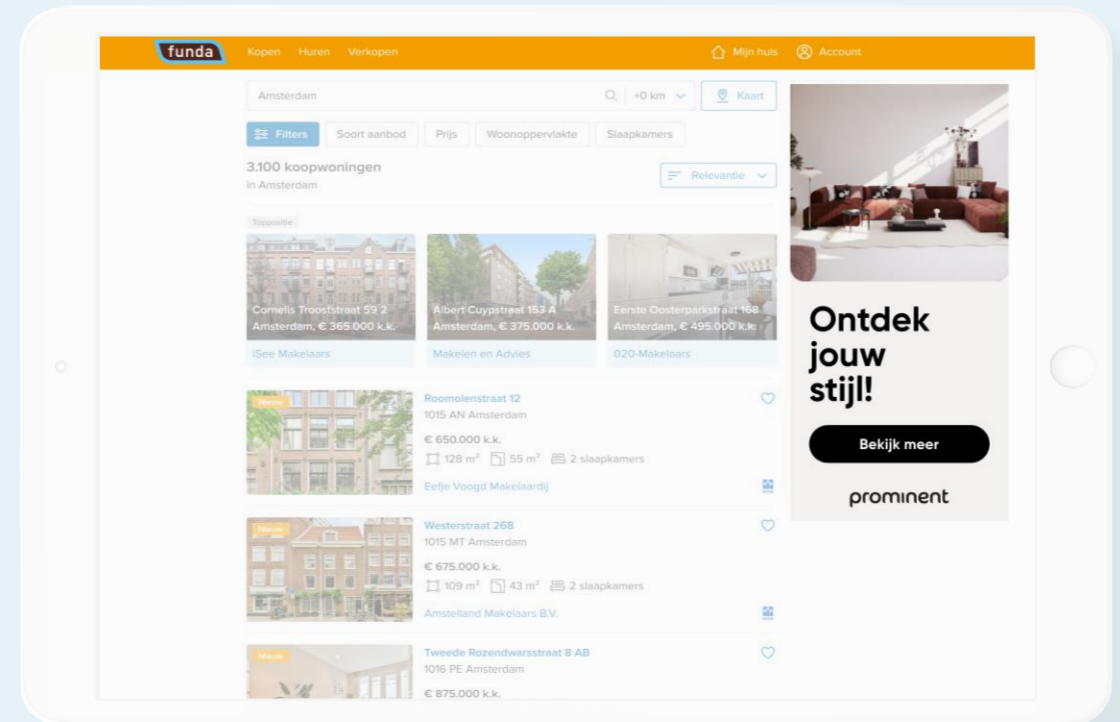 funda
Kopen Huren Verkopen
Mijn huis Account
Amsterdam +0 km Kaart
Filters Soort aanbod Prijs Woonoppervlakte Slaapkamers
3.100 koopwoningen
in Amsterdam
Relevantie
Toppositie
Cornelis Trooststraat 59 2
Amsterdam, € 365.000 k.k.
iSee Makelaars
Albert Cuypstraat 153 A
Amsterdam, € 375.000 k.k.
Makelen en Advies
Eerste Oosterparkstraat 168
Amsterdam, € 495.000 k.k.
020-Makelaars
Nieuw
Roomolenstraat 12
1015 AN Amsterdam
€ 650.000 k.k.
128 m² 55 m² 2 slaapkamers
Eefje Voogd Makelaardij
Nieuw
Westerstraat 268
1015 MT Amsterdam
€ 675.000 k.k.
109 m² 43 m² 2 slaapkamers
Amstelland Makelaars B.V.
Nieuw
Tweede Rozendwarsstraat 8 AB
1016 PE Amsterdam
€ 875.000 k.k.
Ontdek
jouw
stijl!
Bekijk meer
prominent